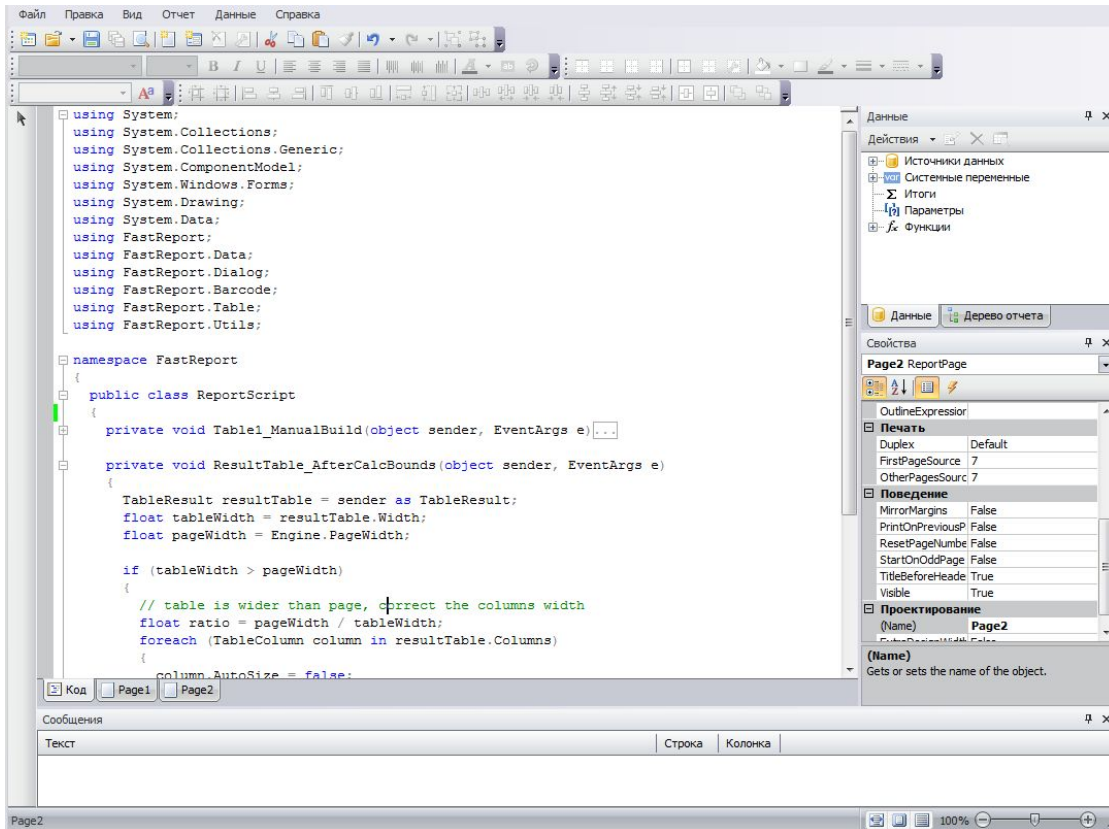 Файл Правка Вид Отчет Данные Справка
using System;
using System.Collections;
using System.Collections.Generic;
using System.ComponentModel;
using System.Windows.Forms;
using System.Drawing;
using System.Data;
using FastReport;
using FastReport.Data;
using FastReport.Dialog;
using FastReport.Barcode;
using FastReport.Table;
using FastReport.Utils;
namespace FastReport
{
public class ReportScript
{
private void Table1_ManualBuild(object sender, EventArgs e)...
private void ResultTable_AfterCalcBounds(object sender, EventArgs e)
{
TableResult resultTable = sender as TableResult;
float tableWidth = resultTable.Width;
float pageWidth = Engine.PageWidth;
if (tableWidth > pageWidth)
{
// table is wider than page, correct the columns width
float ratio = pageWidth / tableWidth;
foreach (TableColumn column in resultTable.Columns)
{
column.AutoSize = false;
Код Page1 Page2
Данные
Действия
Источники данных
var Системные переменные
Σ Итоги
[?] Параметры
fx Функции
Данные Дерево отчета
Свойства
Page2 ReportPage
OutlineExpression
Печать
Duplex Default
FirstPageSource 7
OtherPagesSourc 7
Поведение
MirrorMargins False
PrintOnPreviousP False
ResetPageNumbe False
StartOnOddPage False
TitleBeforeHeade True
Visible True
Проектирование
(Name) Page2
ExtraDesignWidth False
(Name)
Gets or sets the name of the object.
Сообщения
Текст Строка Колонка
Page2 100%